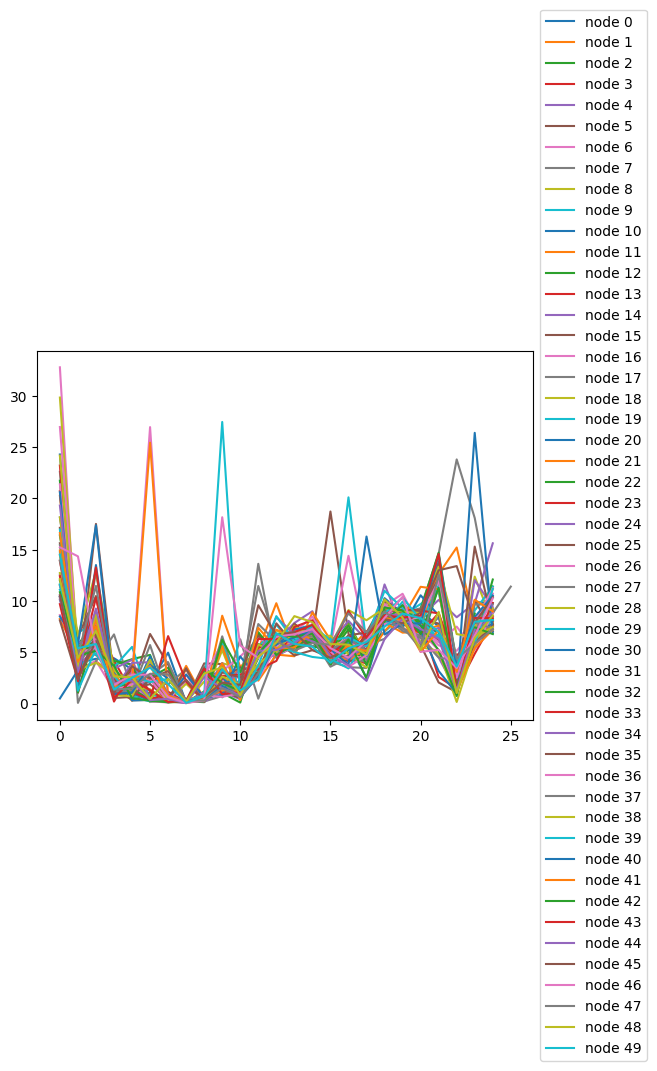 node 0
node 1
node 2
node 3
node 4
node 5
node 6
node 7
node 8
node 9
node 10
node 11
node 12
node 13
node 14
node 15
node 16
node 17
node 18
node 19
node 20
node 21
node 22
node 23
node 24
node 25
node 26
node 27
node 28
node 29
node 30
node 31
node 32
node 33
node 34
node 35
node 36
node 37
node 38
node 39
node 40
node 41
node 42
node 43
node 44
node 45
node 46
node 47
node 48
node 49
30
25
20
15
10
5
0
0 5 10 15 20 25